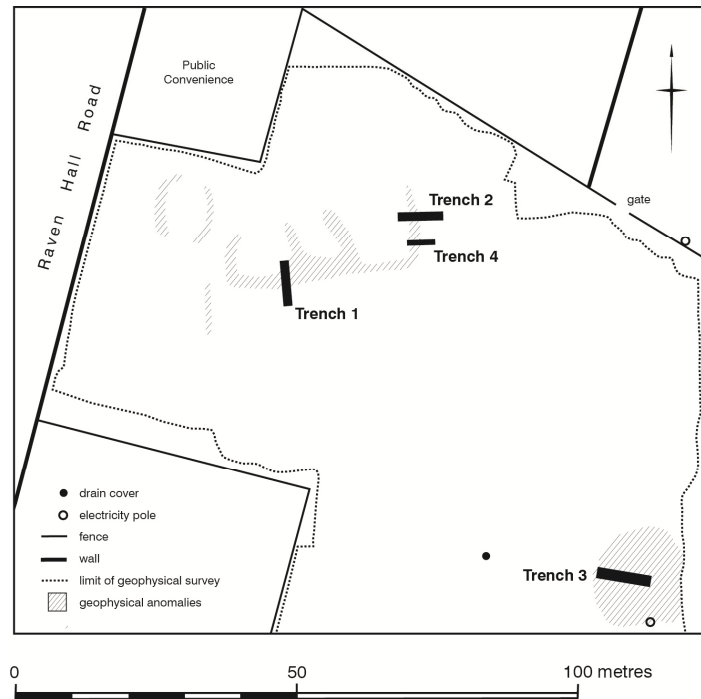 Public
Convenience
Raven Hall Road
gate
Trench 2
Trench 4
Trench 1
drain cover
electricity pole
fence
wall
limit of geophysical survey
geophysical anomalies
Trench 3
0 50 100 metres